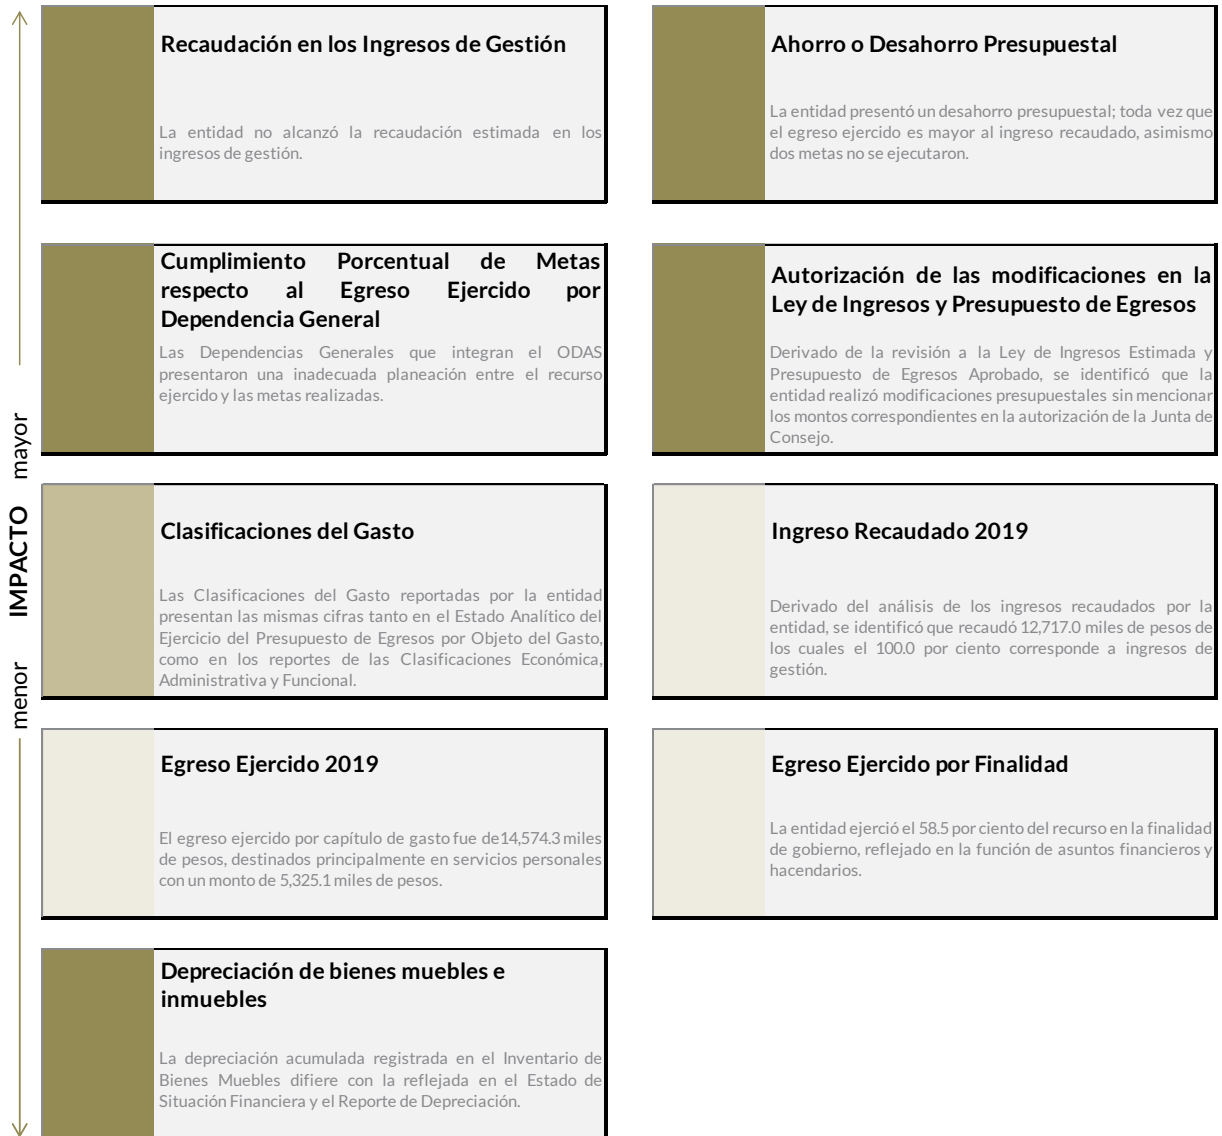 Recaudación en los Ingresos de Gestión
La entidad no alcanzó la recaudación estimada en los
ingresos de gestión.
Ahorro o Desahorro Presupuestal
La entidad presentó un desahorro presupuestal; toda vez que
el egreso ejercido es mayor al ingreso recaudado, asimismo
dos metas no se ejecutaron.
Cumplimiento Porcentual de Metas
respecto al Egreso Ejercido por
Dependencia General
Las Dependencias Generales que integran el ODAS
presentaron una inadecuada planeación entre el recurso
ejercido y las metas realizadas.
Autorización de las modificaciones en la
Ley de Ingresos y Presupuesto de Egresos
Derivado de la revisión a la Ley de Ingresos Estimada y
Presupuesto de Egresos Aprobado, se identificó que la
entidad realizó modificaciones presupuestales sin mencionar
los montos correspondientes en la autorización de la Junta de
Consejo.
menor IMPACTO mayor
Clasificaciones del Gasto
Las Clasificaciones del Gasto reportadas por la entidad
presentan las mismas cifras tanto en el Estado Analítico del
Ejercicio del Presupuesto de Egresos por Objeto del Gasto,
como en los reportes de las Clasificaciones Económica,
Administrativa y Funcional.
Ingreso Recaudado 2019
Derivado del análisis de los ingresos recaudados por la
entidad, se identificó que recaudó 12,717.0 miles de pesos de
los cuales el 100.0 por ciento corresponde a ingresos de
gestión.
Egreso Ejercido 2019
El egreso ejercido por capítulo de gasto fue de14,574.3 miles
de pesos, destinados principalmente en servicios personales
con un monto de 5,325.1 miles de pesos.
Egreso Ejercido por Finalidad
La entidad ejerció el 58.5 por ciento del recurso en la finalidad
de gobierno, reflejado en la función de asuntos financieros y
hacendarios.
Depreciación de bienes muebles e
inmuebles
La depreciación acumulada registrada en el Inventario de
Bienes Muebles difiere con la reflejada en el Estado de
Situación Financiera y el Reporte de Depreciación.